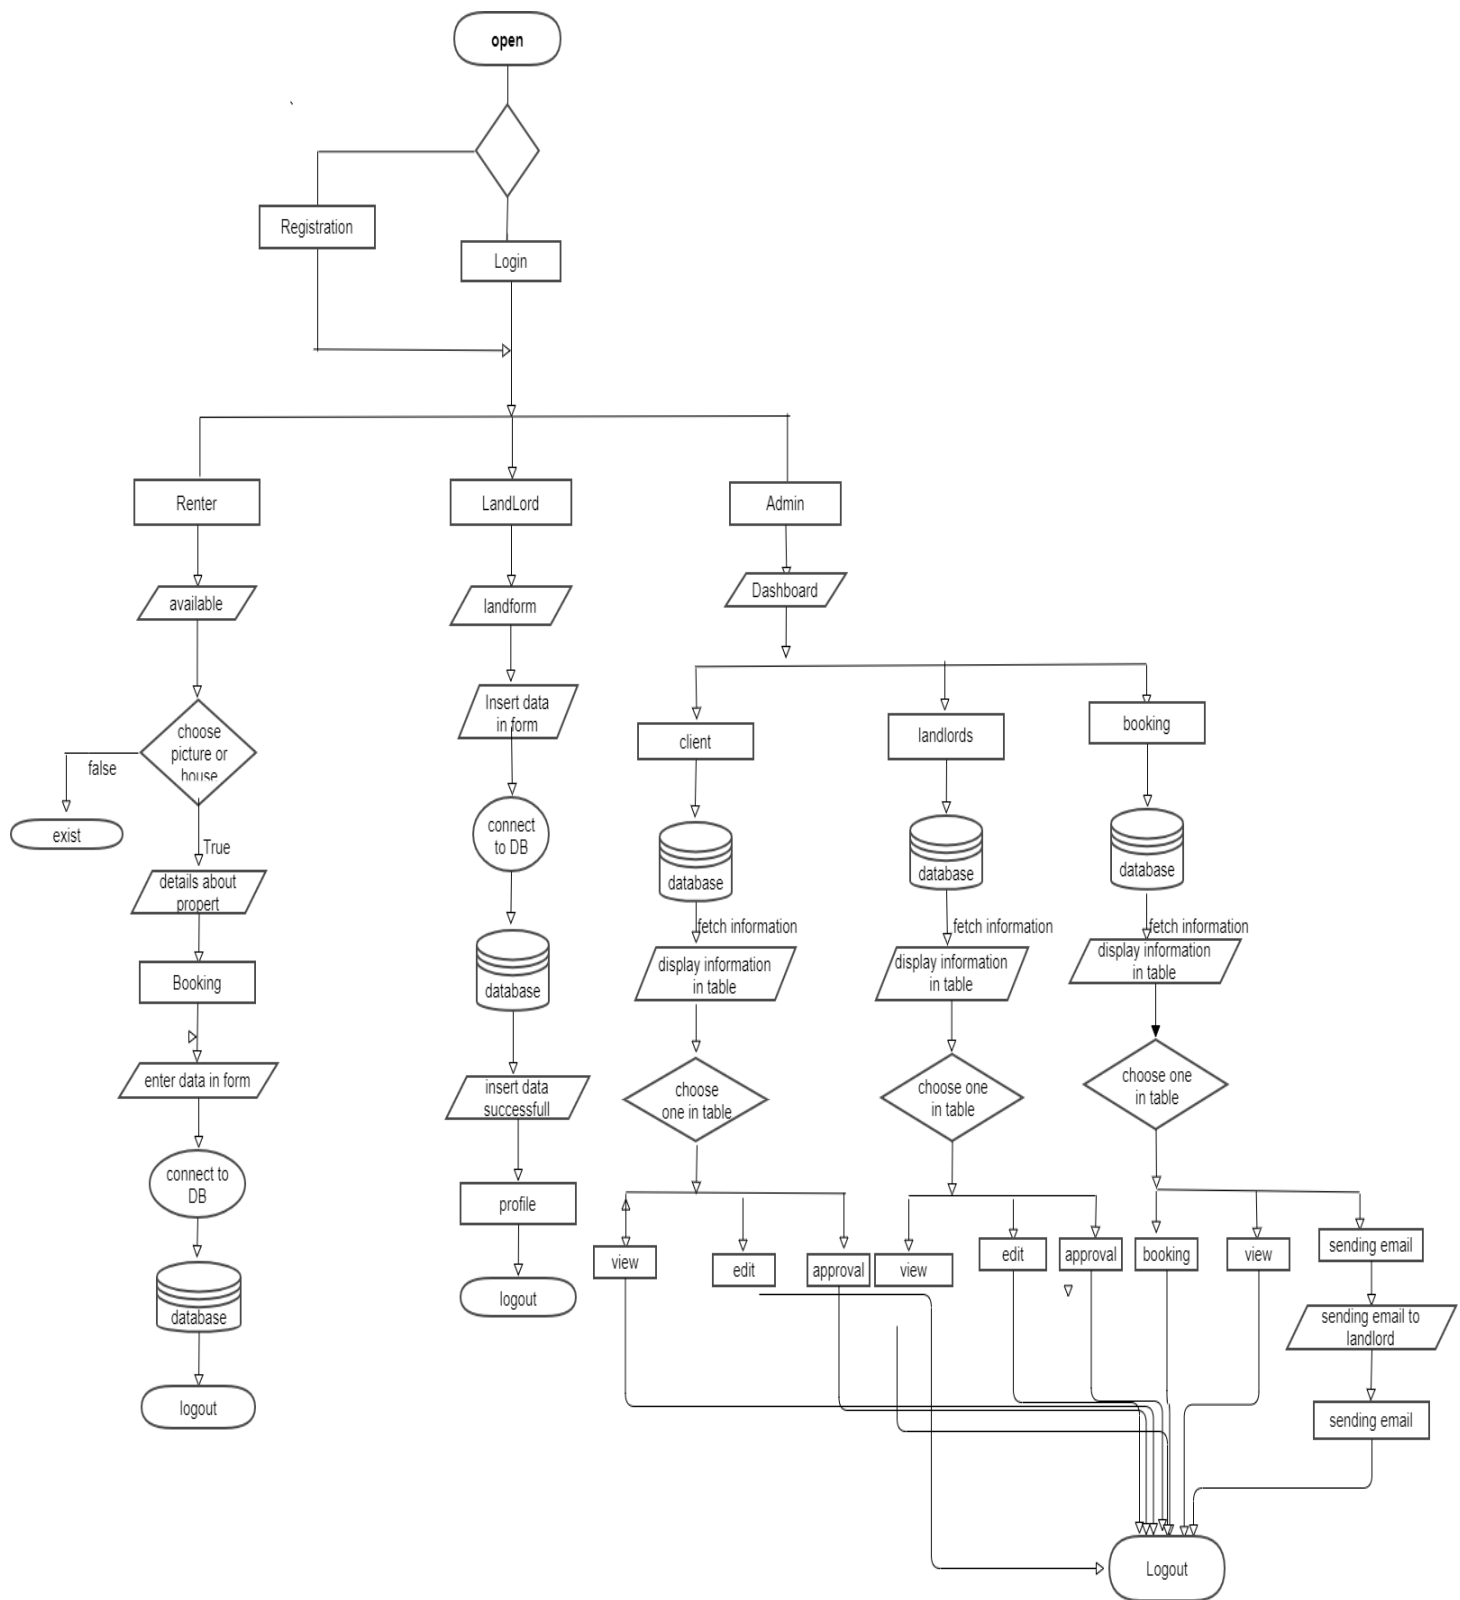 open
Registration
Login
Renter
LandLord
Admin
available
landform
Dashboard
choose
picture or
house
false
exist
True
details about
propert
Booking
enter data in form
connect to
DB
database
logout
Insert data
in form
connect
to DB
database
insert data
successfull
profile
logout
client
landlords
booking
database
database
database
fetch information
fetch information
fetch information
display information
in table
display information
in table
display information
in table
choose
one in table
choose one
in table
choose one
in table
view
edit
approval
view
edit
approval
booking
view
sending email
sending email to
landlord
sending email
Logout